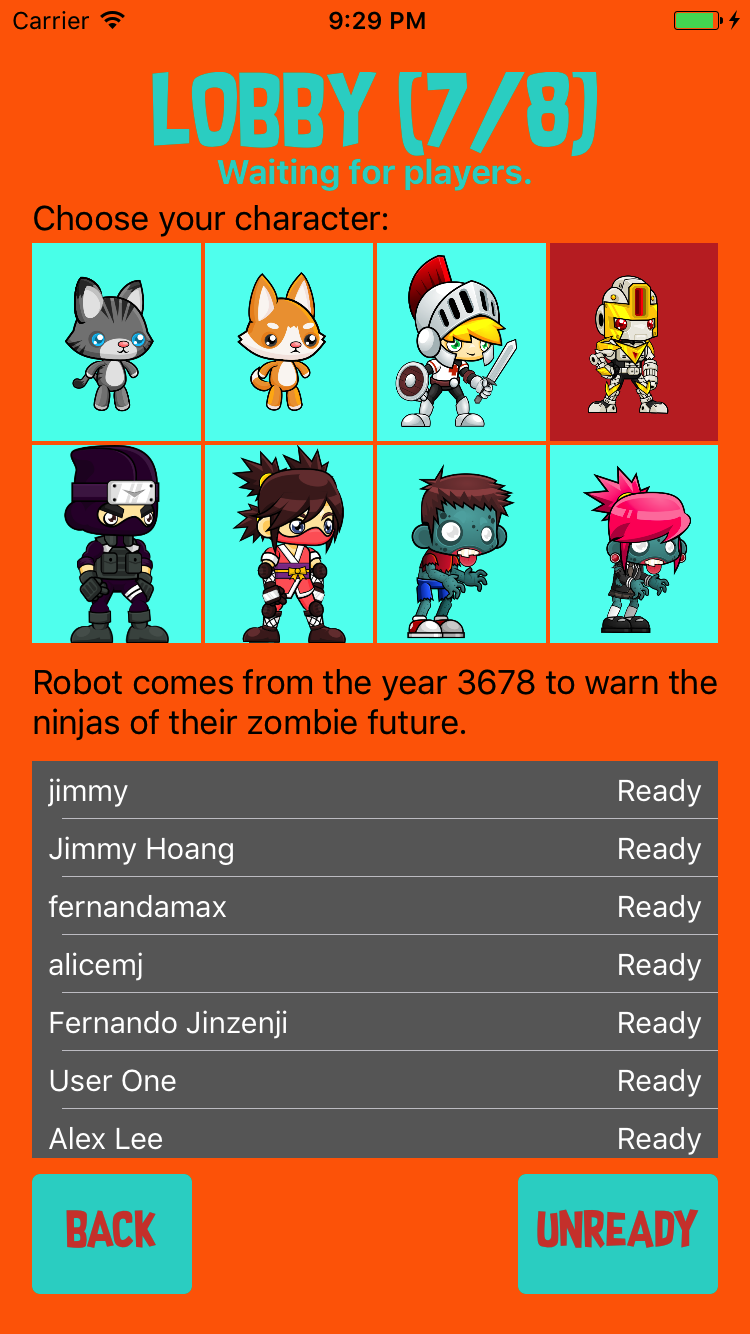 Carrier 9:29 PM
LOBBY (7/8)
Waiting for players.
Choose your character:
Robot comes from the year 3678 to warn the
ninjas of their zombie future.
jimmy Ready
Jimmy Hoang Ready
fernandamax Ready
alicemj Ready
Fernando Jinzenji Ready
User One Ready
Alex Lee Ready
BACK UNREADY